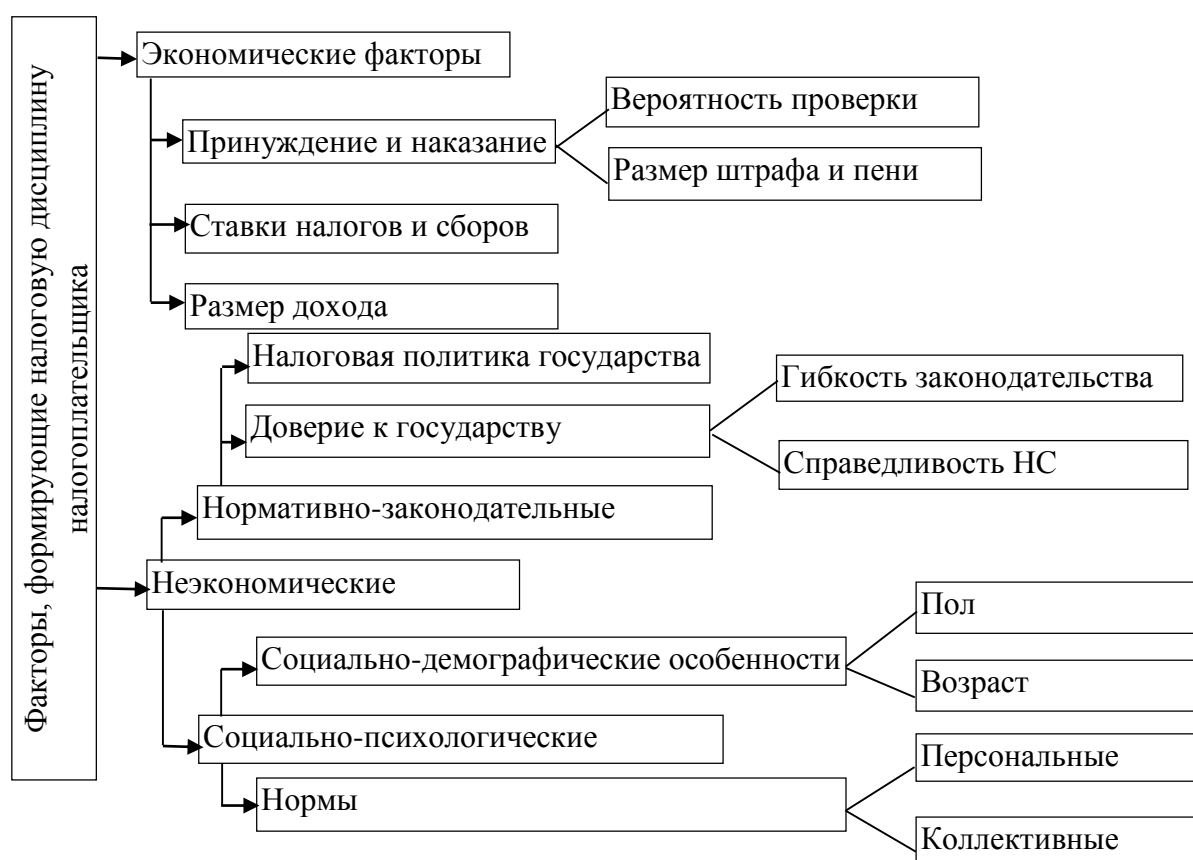 Факторы, формирующие налоговую дисциплину
налогоплательщика
Экономические факторы
Вероятность проверки
Принуждение и наказание
Размер штрафа и пени
Ставки налогов и сборов
Размер дохода
Налоговая политика государства
Гибкость законодательства
Доверие к государству
Справедливость НС
Нормативно-законодательные
Неэкономические
Пол
Социально-демографические особенности
Возраст
Социально-психологические
Персональные
Нормы
Коллективные